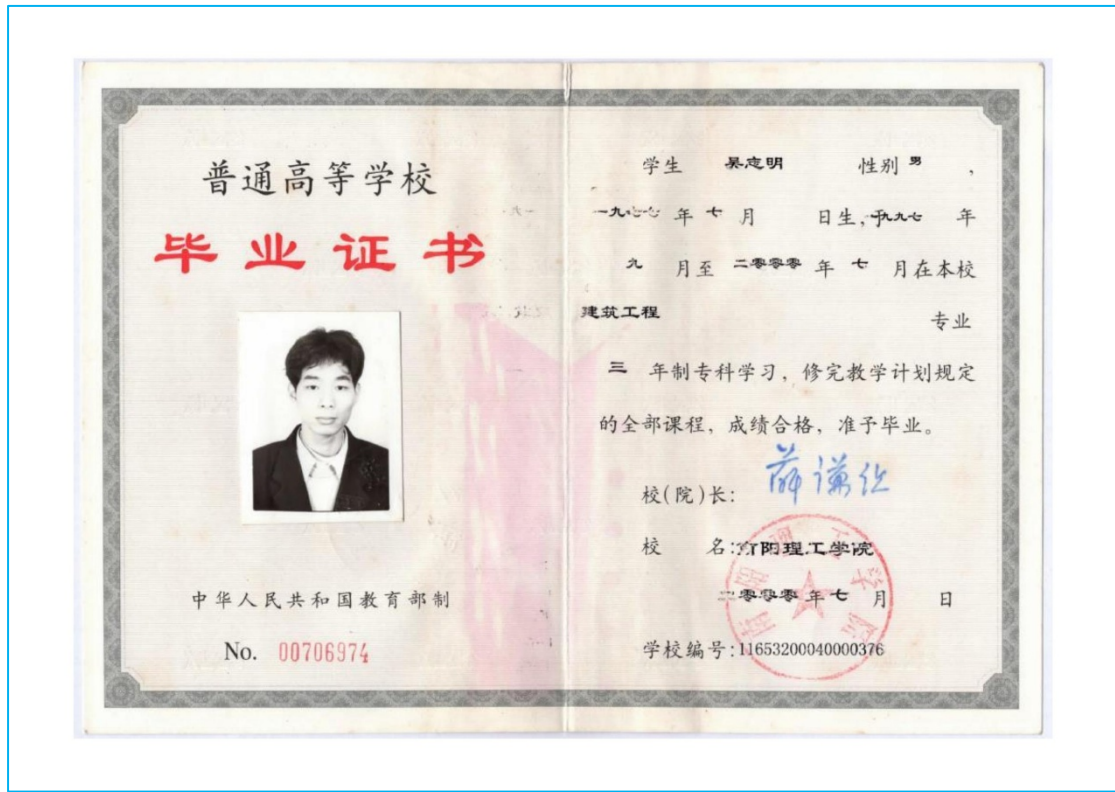 普通高等学校
毕业证书
中华人民共和国教育部制
No. 00706974
学生 吴志明 性别 男 ,
一九七七 年 七 月 日生,于 九九七 年
九 月至 二零零零 年 七 月在本校
建筑工程 专业
三 年制专科学习,修完教学计划规定
的全部课程,成绩合格,准予毕业。
校(院)长:
校 名: 阳理工学院
二零零零 年 七 月 日
学校编号:11653200040000376